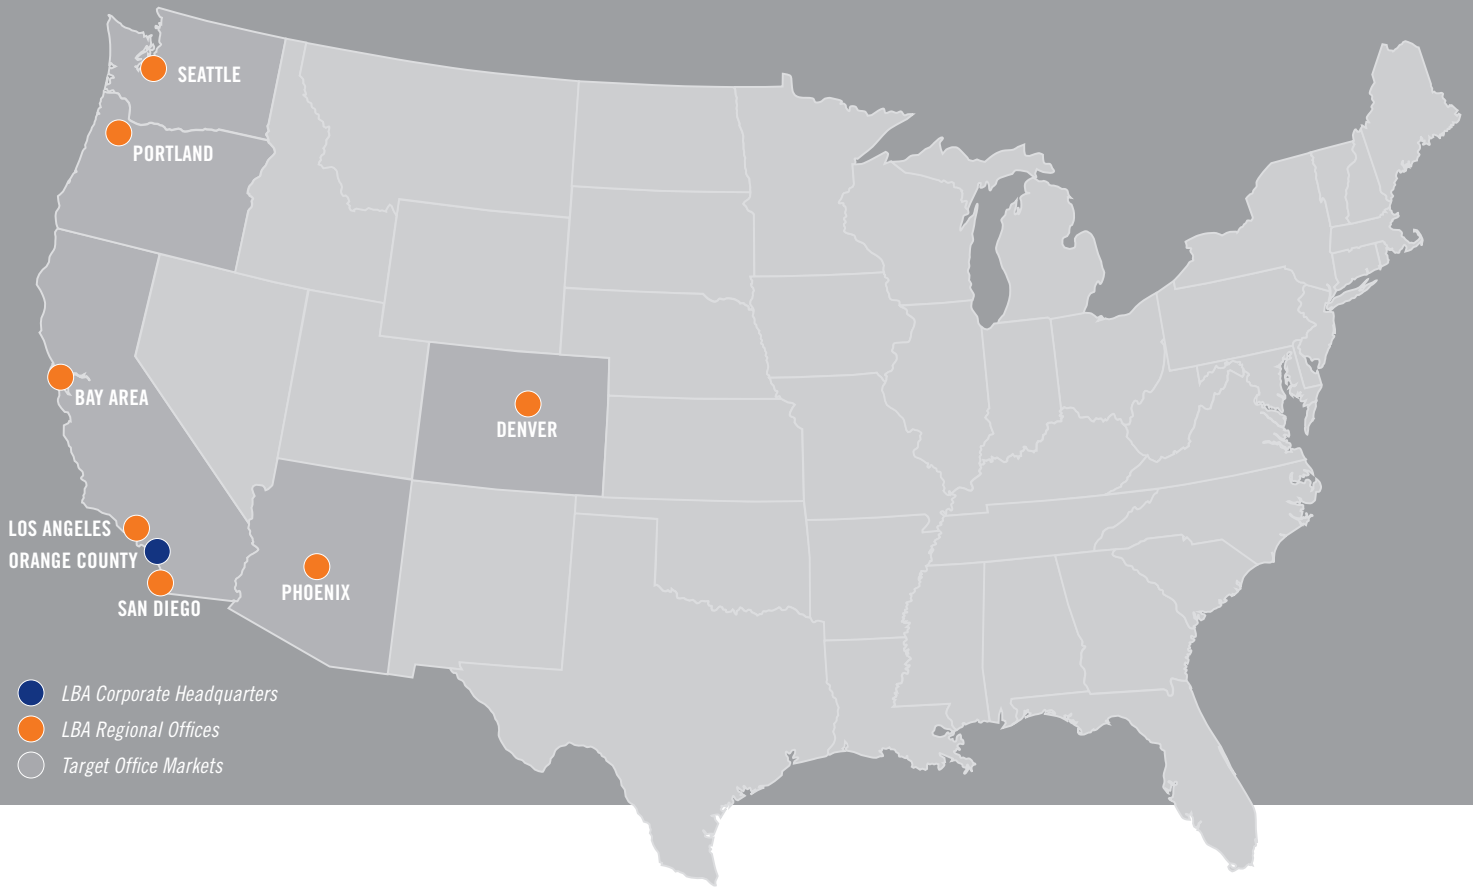 SEATTLE
PORTLAND
BAY AREA
DENVER
LOS ANGELES
ORANGE COUNTY
PHOENIX
SAN DIEGO
LBA Corporate Headquarters
LBA Regional Offices
Target Office Markets